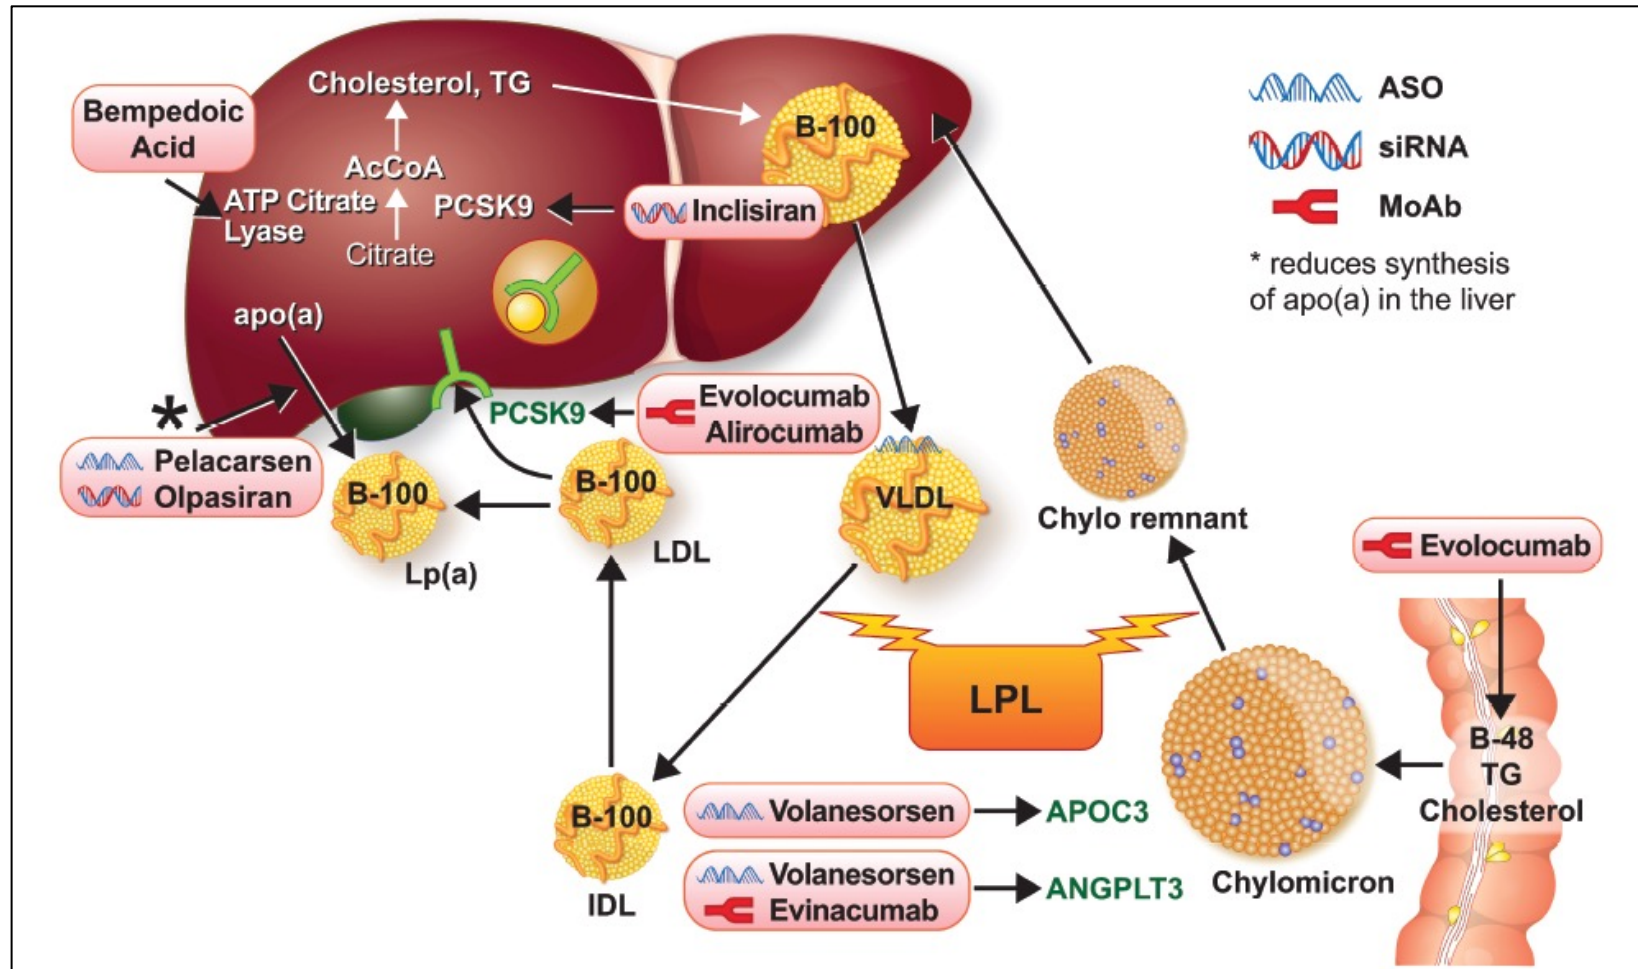 Cholesterol, TG
B-100
Bempedoic
Acid
AcCoA
ATP Citrate
Lyase
PCSK9
Inclisiran
Citrate
apo(a)
ASO
siRNA
MoAb
* reduces synthesis
of apo(a) in the liver
*
PCSK9
Evolocumab
Alirocumab
Pelacarsen
Olpasiran
B-100
Lp(a)
B-100
LDL
VLDL
Chylo remnant
Evolocumab
LPL
B-48
TG
Cholesterol
B-100
IDL
Volanesorsen
APOC3
Volanesorsen
Evinacumab
ANGPLT3
Chylomicron